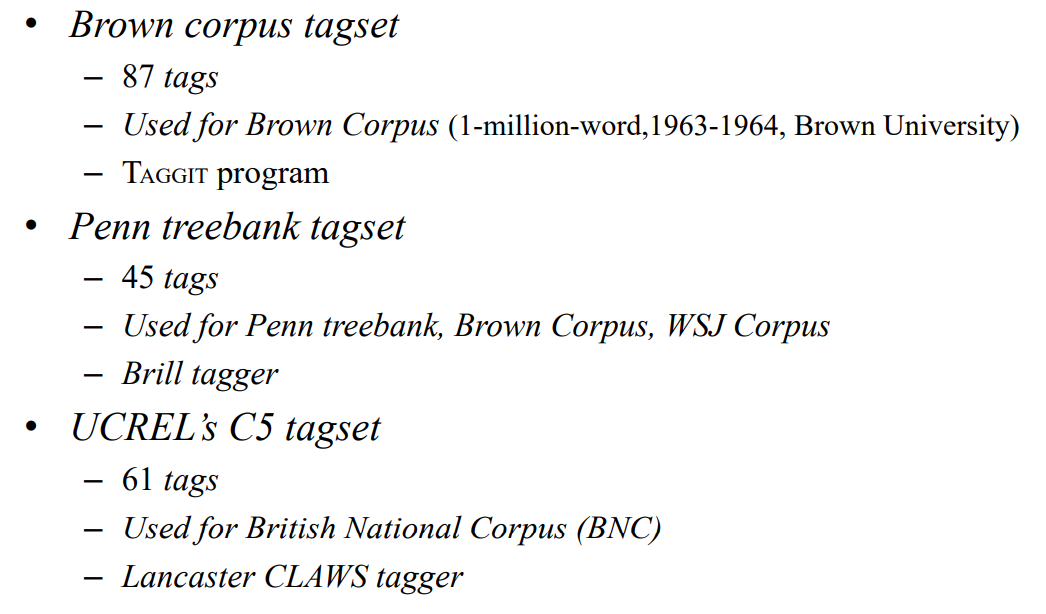 • Brown corpus tagset
– 87 tags
– Used for Brown Corpus (1-million-word,1963-1964, Brown University)
– TAGGIT program
• Penn treebank tagset
– 45 tags
– Used for Penn treebank, Brown Corpus, WSJ Corpus
– Brill tagger
• UCREL’s C5 tagset
– 61 tags
– Used for British National Corpus (BNC)
– Lancaster CLAWS tagger